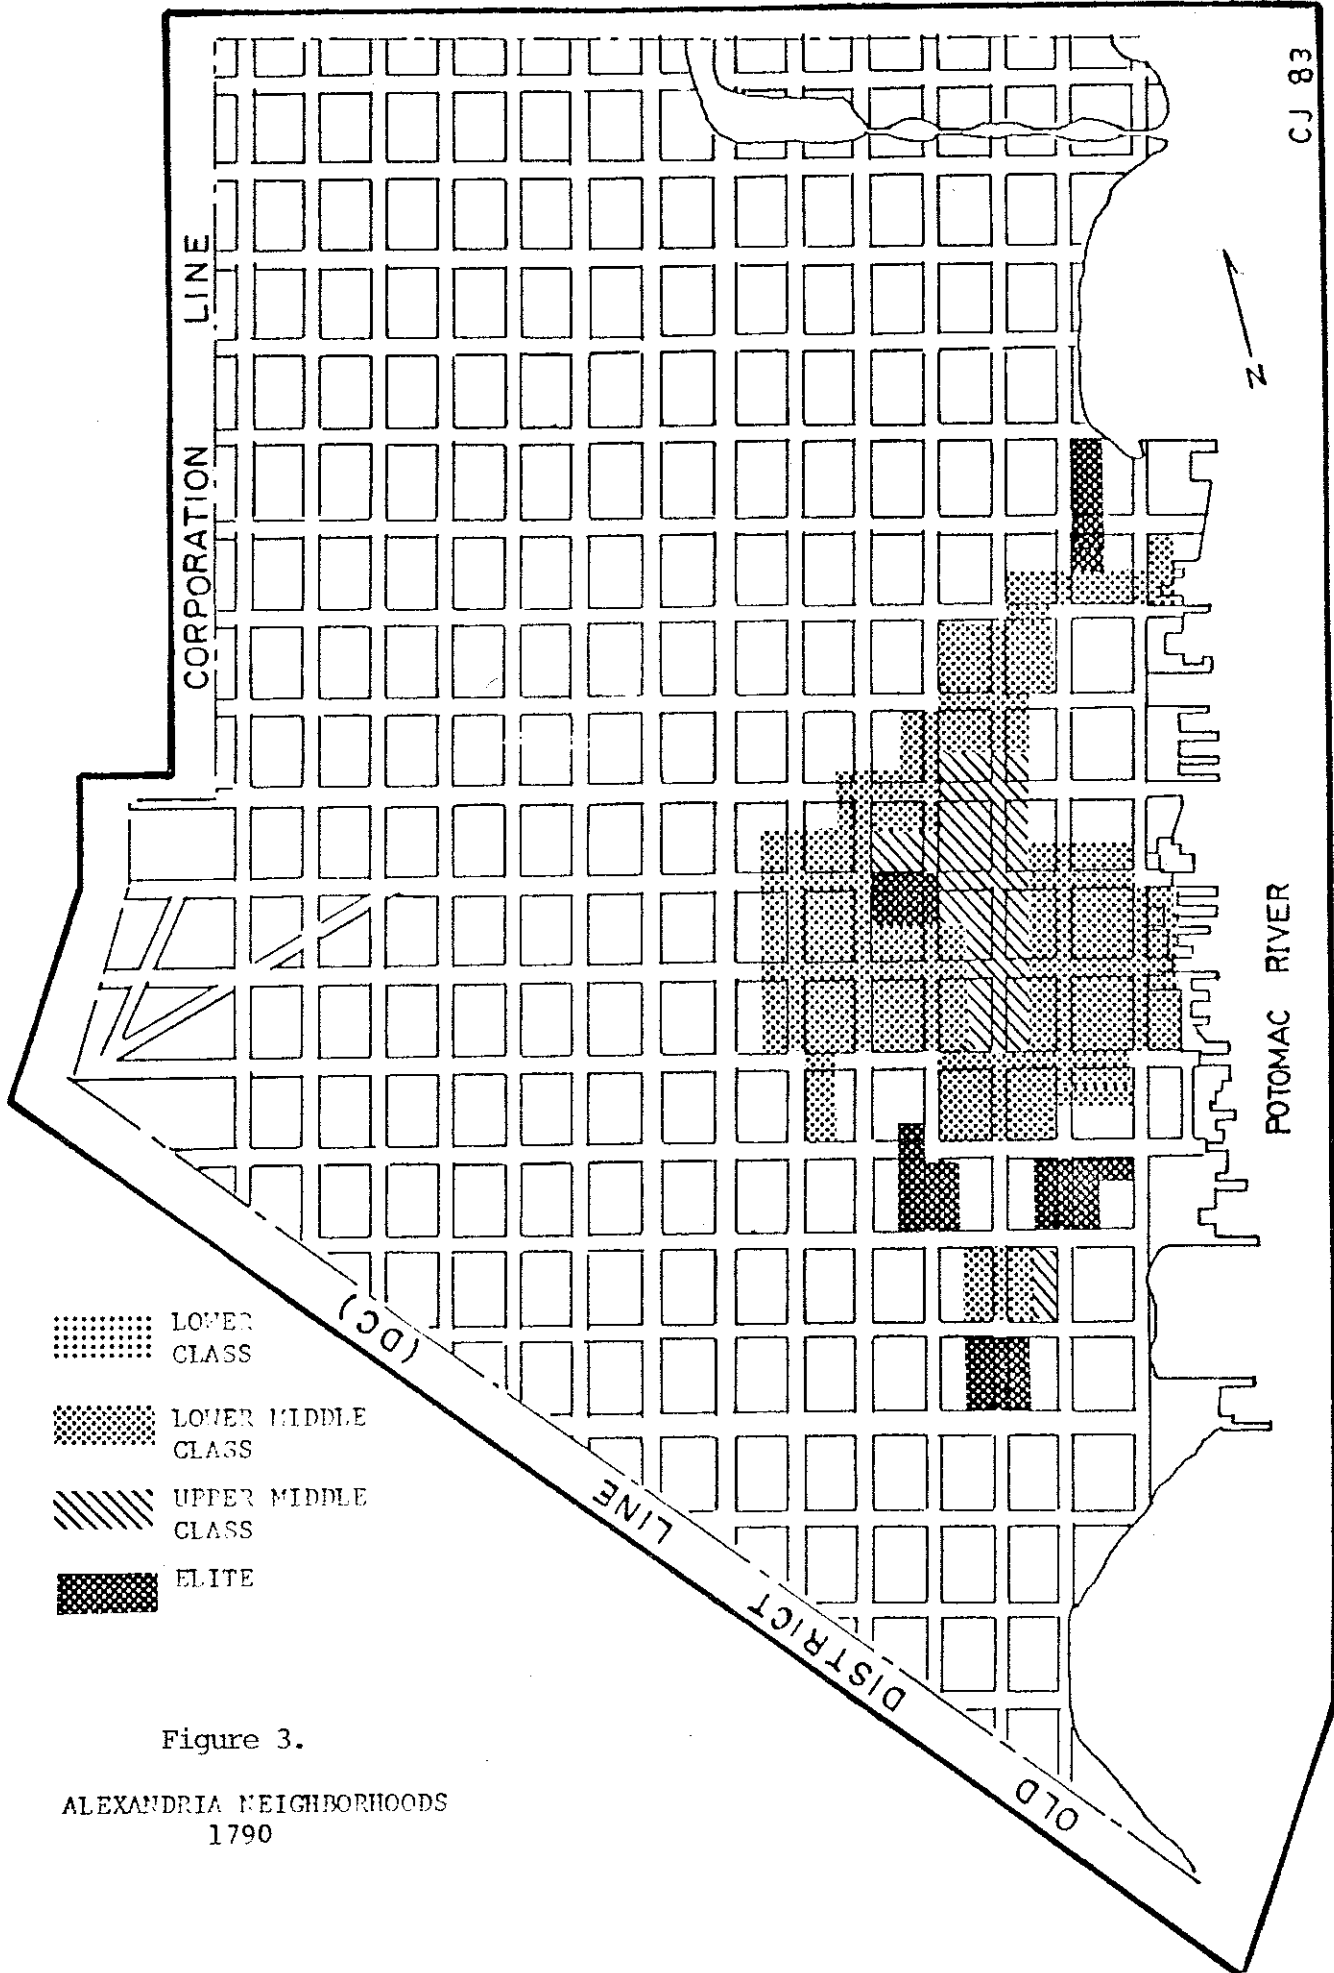 CORPORATION LINE
CJ 83
N
POTOMAC RIVER
OLD DISTRICT LINE (DC)
LOWER
CLASS
LOWER MIDDLE
CLASS
UPPER MIDDLE
CLASS
ELITE
Figure 3.
ALEXANDRIA NEIGHBORHOODS
1790